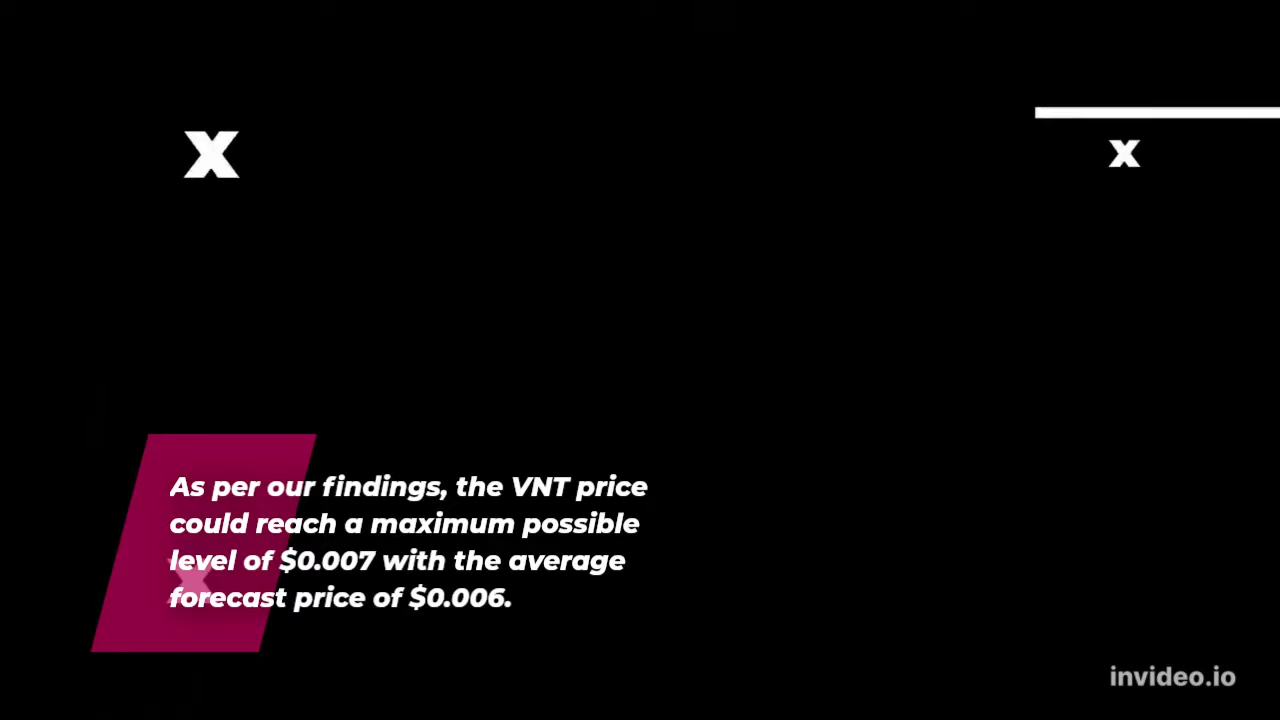 x
x
As per our findings, the VNT price
could reach a maximum possible
level of $0.007 with the average
forecast price of $0.006.
x
invideo.io